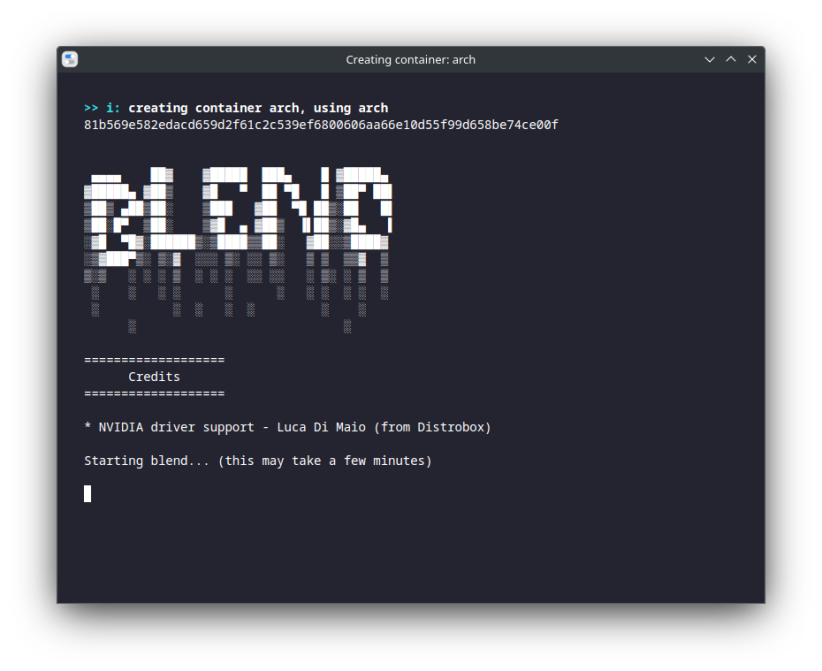 Creating container: arch
>> i: creating container arch, using arch
81b569e582edacd659d2f61c2c539ef6800606aa66e10d55f99d658be74ce00f
BLEND
===================
Credits
===================
* NVIDIA driver support - Luca Di Maio (from Distrobox)
Starting blend... (this may take a few minutes)